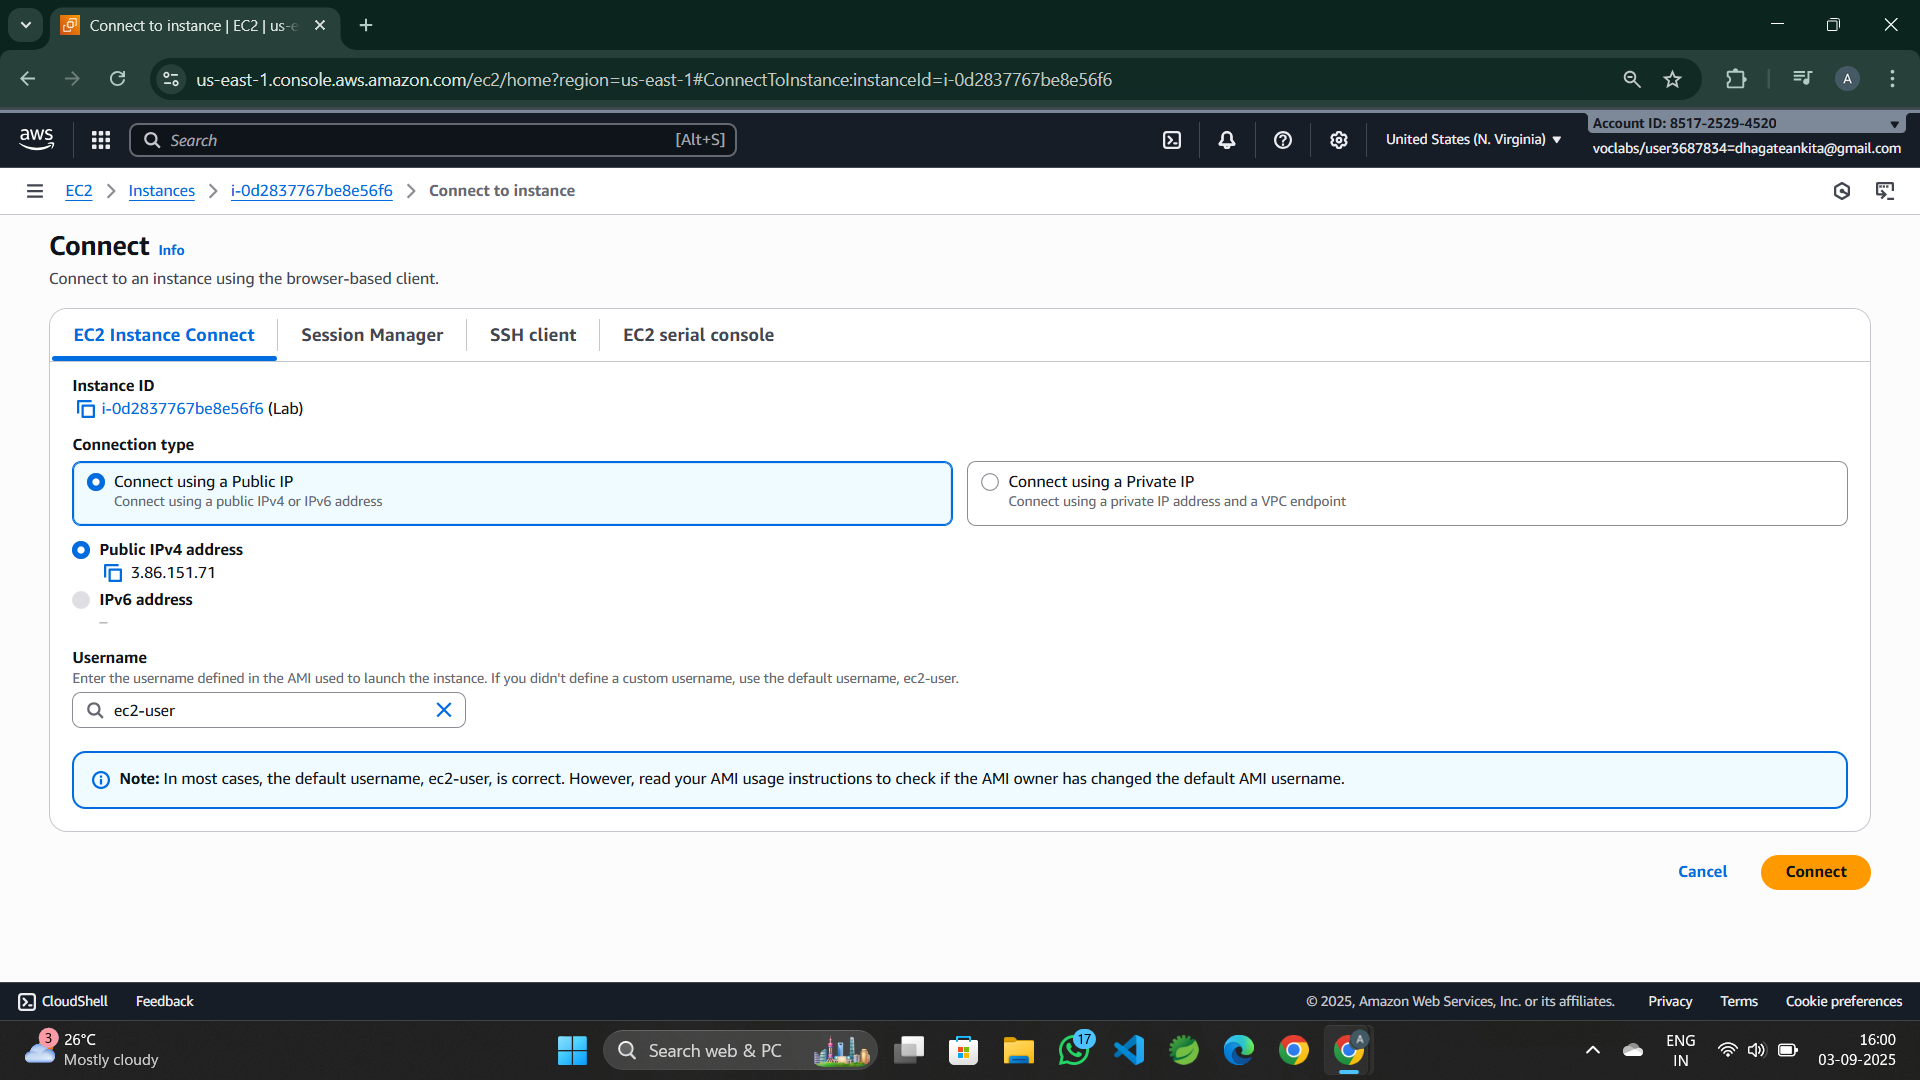 Connect to instance | EC2 | us-e
us-east-1.console.aws.amazon.com/ec2/home?region=us-east-1#ConnectToInstance:instanceId=i-0d2837767be8e56f6
A
aws
Search
[Alt+S]
United States (N. Virginia)
Account ID: 8517-2529-4520
voclabs/user3687834=dhagateankita@gmail.com
EC2
Instances
i-0d2837767be8e56f6
Connect to instance
Connect Info
Connect to an instance using the browser-based client.
EC2 Instance Connect
Session Manager
SSH client
EC2 serial console
Instance ID
i-0d2837767be8e56f6 (Lab)
Connection type
Connect using a Public IP
Connect using a public IPv4 or IPv6 address
Connect using a Private IP
Connect using a private IP address and a VPC endpoint
Public IPv4 address
3.86.151.71
IPv6 address
–
Username
Enter the username defined in the AMI used to launch the instance. If you didn't define a custom username, use the default username, ec2-user.
ec2-user
Note: In most cases, the default username, ec2-user, is correct. However, read your AMI usage instructions to check if the AMI owner has changed the default AMI username.
Cancel
Connect
CloudShell
Feedback
© 2025, Amazon Web Services, Inc. or its affiliates.
Privacy
Terms
Cookie preferences
3
26°C
Mostly cloudy
Search web & PC
17
A
ENG
IN
16:00
03-09-2025